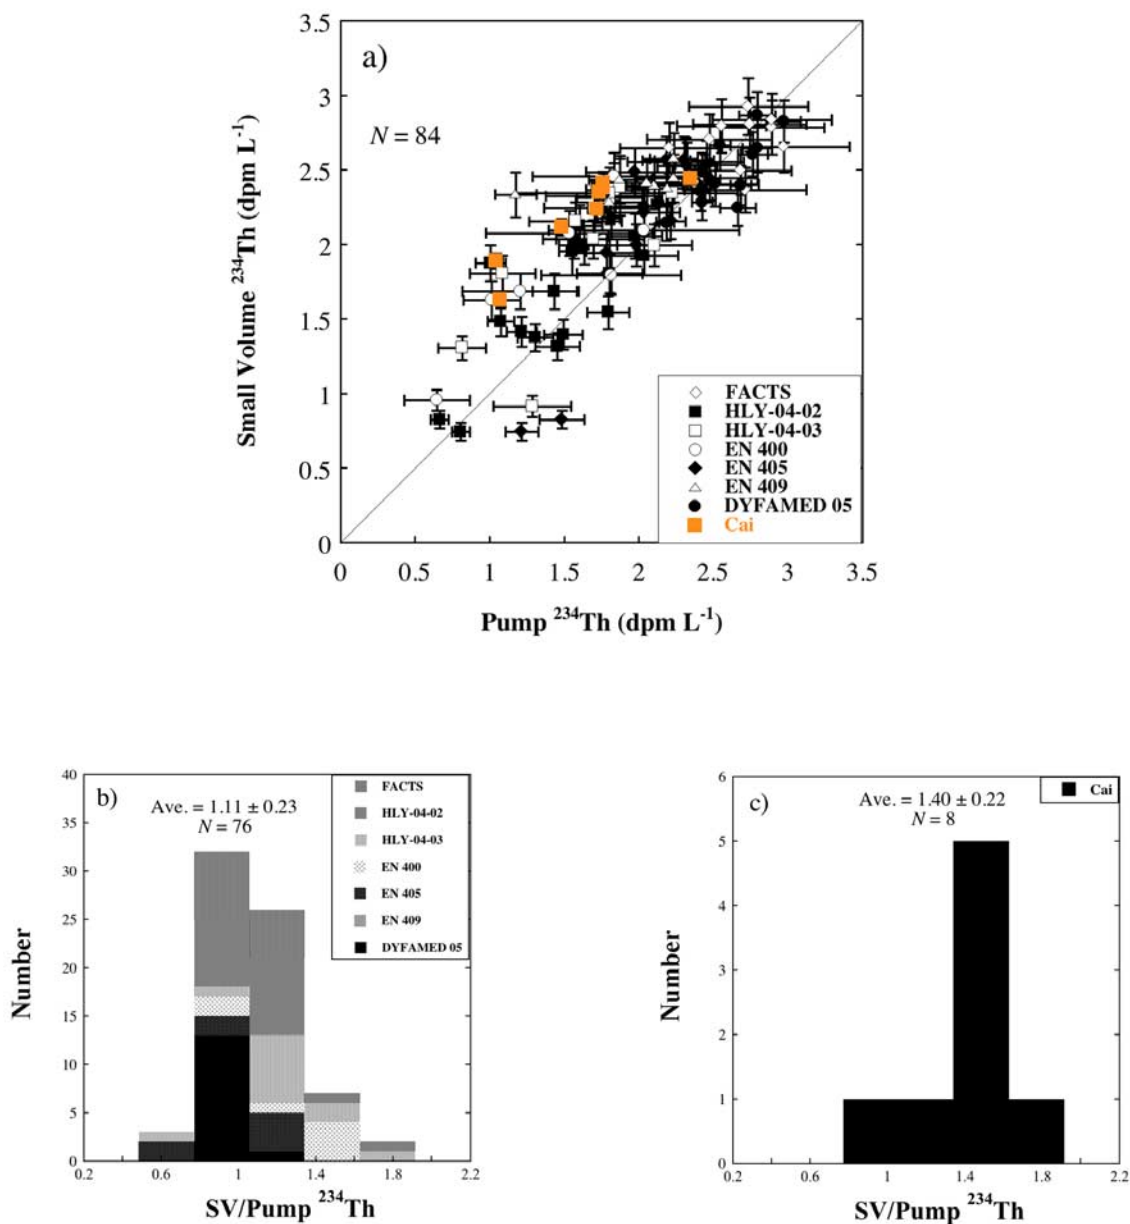 a)
N = 84
3.5
3
2.5
2
1.5
1
0.5
0
Small Volume ²³⁴Th (dpm L⁻¹)
FACTS
HLY-04-02
HLY-04-03
EN 400
EN 405
EN 409
DYFAMED 05
Cai
0 0.5 1 1.5 2 2.5 3 3.5
Pump ²³⁴Th (dpm L⁻¹)
b)
Ave. = 1.11 ± 0.23
N = 76
40
35
30
25
20
15
10
5
0
Number
FACTS
HLY-04-02
HLY-04-03
EN 400
EN 405
EN 409
DYFAMED 05
0.2 0.6 1 1.4 1.8 2.2
SV/Pump ²³⁴Th
c)
Ave. = 1.40 ± 0.22
N = 8
Cai
6
5
4
3
2
1
0
Number
0.2 0.6 1 1.4 1.8 2.2
SV/Pump ²³⁴Th